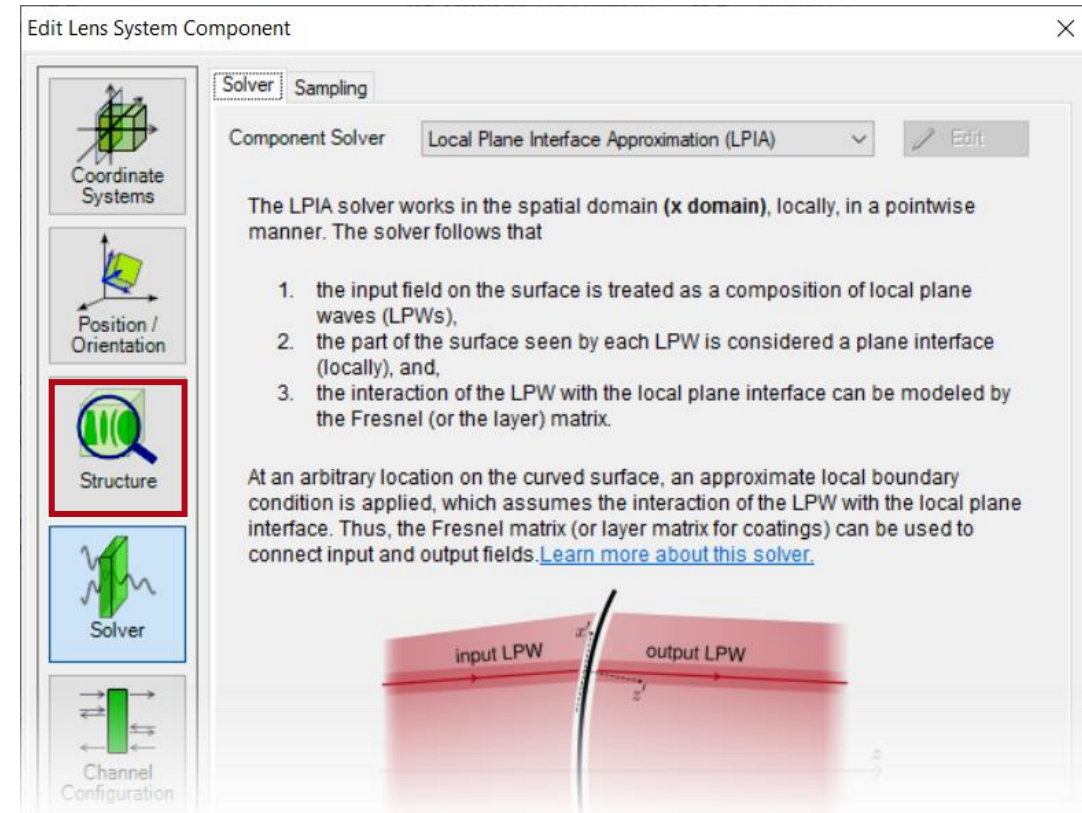 Edit Lens System Component
Coordinate
Systems
Position /
Orientation
Structure
Solver
Channel
Configuration
Solver Sampling
Component Solver Local Plane Interface Approximation (LPIA) Edit
The LPIA solver works in the spatial domain (x domain), locally, in a pointwise
manner. The solver follows that
1. the input field on the surface is treated as a composition of local plane
waves (LPWs),
2. the part of the surface seen by each LPW is considered a plane interface
(locally), and,
3. the interaction of the LPW with the local plane interface can be modeled by
the Fresnel (or the layer) matrix.
At an arbitrary location on the curved surface, an approximate local boundary
condition is applied, which assumes the interaction of the LPW with the local plane
interface. Thus, the Fresnel matrix (or layer matrix for coatings) can be used to
connect input and output fields.Learn more about this solver.
x'
input LPW output LPW
z'
z